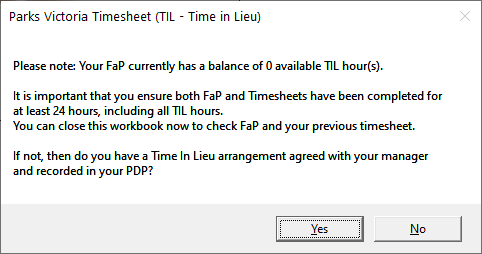 Parks Victoria Timesheet (TIL - Time in Lieu)
Please note: Your FaP currently has a balance of 0 available TIL hour(s).
It is important that you ensure both FaP and Timesheets have been completed for
at least 24 hours, including all TIL hours.
You can close this workbook now to check FaP and your previous timesheet.
If not, then do you have a Time In Lieu arrangement agreed with your manager
and recorded in your PDP?
Yes
No